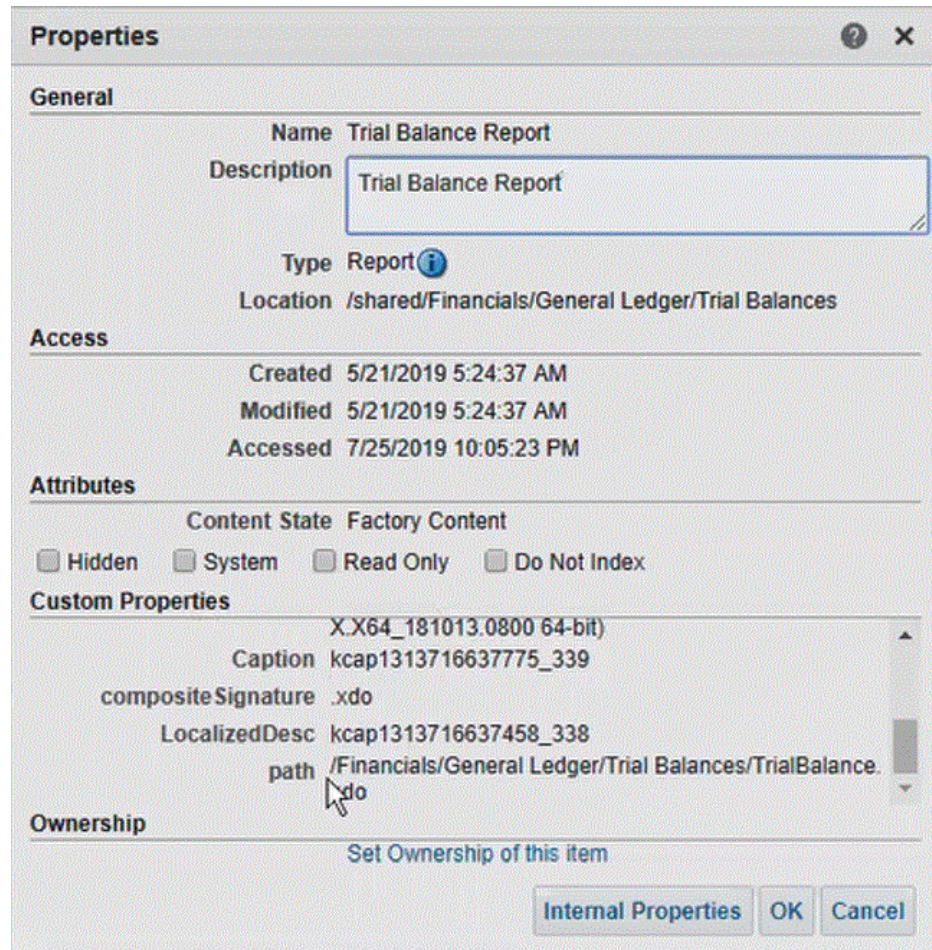 Properties
General
Name Trial Balance Report
Description Trial Balance Report
Type Report
Location /shared/Financials/General Ledger/Trial Balances
Access
Created 5/21/2019 5:24:37 AM
Modified 5/21/2019 5:24:37 AM
Accessed 7/25/2019 10:05:23 PM
Attributes
Content State Factory Content
Hidden System Read Only Do Not Index
Custom Properties
X.X64_181013.0800 64-bit)
Caption kcap1313716637775_339
compositeSignature .xdo
LocalizedDesc kcap1313716637458_338
path /Financials/General Ledger/Trial Balances/TrialBalance.
xdo
Ownership
Set Ownership of this item
Internal Properties OK Cancel